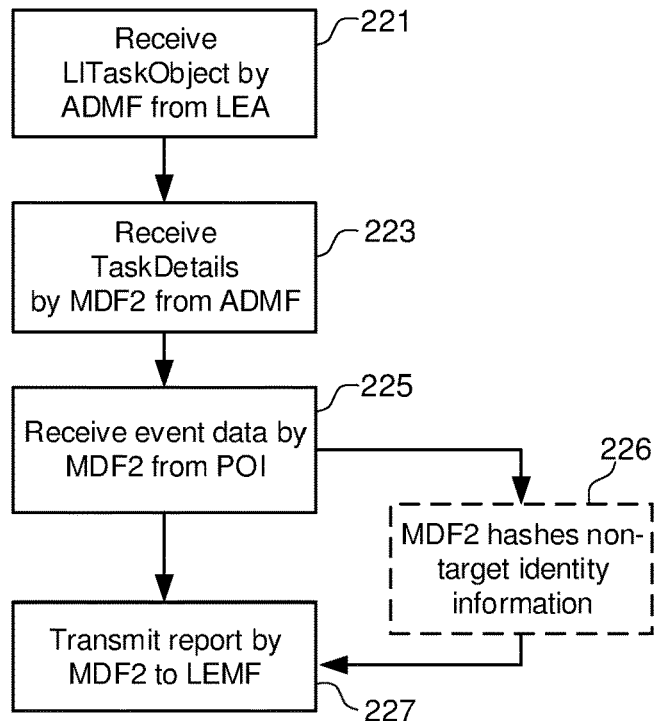 Receive
LITaskObject by
ADMF from LEA
221
Receive
TaskDetails
by MDF2 from ADMF
223
Receive event data by
MDF2 from POI
225
MDF2 hashes non-
target identity
information
226
Transmit report by
MDF2 to LEMF
227